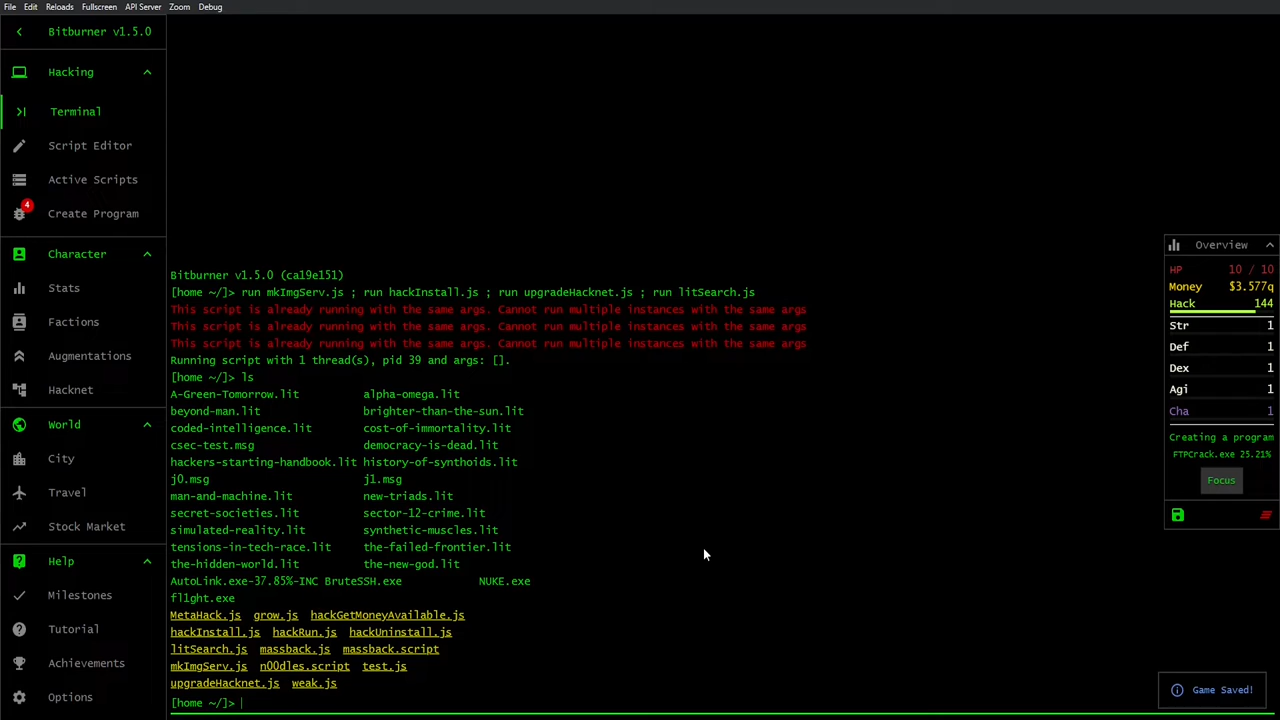 File Edit Reloads Fullscreen API Server Zoom Debug
Bitburner v1.5.0
Hacking
Terminal
Script Editor
Active Scripts
4
Create Program
Character
Stats
Factions
Augmentations
Hacknet
World
City
Travel
Stock Market
Help
Milestones
Tutorial
Achievements
Options
Bitburner v1.5.0 (ca19e151)
[home ~/]> run mkImgServ.js ; run hackInstall.js ; run upgradeHacknet.js ; run litSearch.js
This script is already running with the same args. Cannot run multiple instances with the same args
This script is already running with the same args. Cannot run multiple instances with the same args
This script is already running with the same args. Cannot run multiple instances with the same args
Running script with 1 thread(s), pid 39 and args: [].
[home ~/]> ls
A-Green-Tomorrow.lit alpha-omega.lit
beyond-man.lit brighter-than-the-sun.lit
coded-intelligence.lit cost-of-immortality.lit
csec-test.msg democracy-is-dead.lit
hackers-starting-handbook.lit history-of-synthoids.lit
j0.msg j1.msg
man-and-machine.lit new-triads.lit
secret-societies.lit sector-12-crime.lit
simulated-reality.lit synthetic-muscles.lit
tensions-in-tech-race.lit the-failed-frontier.lit
the-hidden-world.lit the-new-god.lit
AutoLink.exe-37.85%-INC BruteSSH.exe NUKE.exe
fl1ght.exe
MetaHack.js grow.js hackGetMoneyAvailable.js
hackInstall.js hackRun.js hackUninstall.js
litSearch.js massback.js massback.script
mkImgServ.js n00dles.script test.js
upgradeHacknet.js weak.js
[home ~/]>
Overview
HP 10 / 10
Money $3.577q
Hack 144
Str 1
Def 1
Dex 1
Agi 1
Cha 1
Creating a program
FTPCrack.exe 25.21%
Focus
Game Saved!